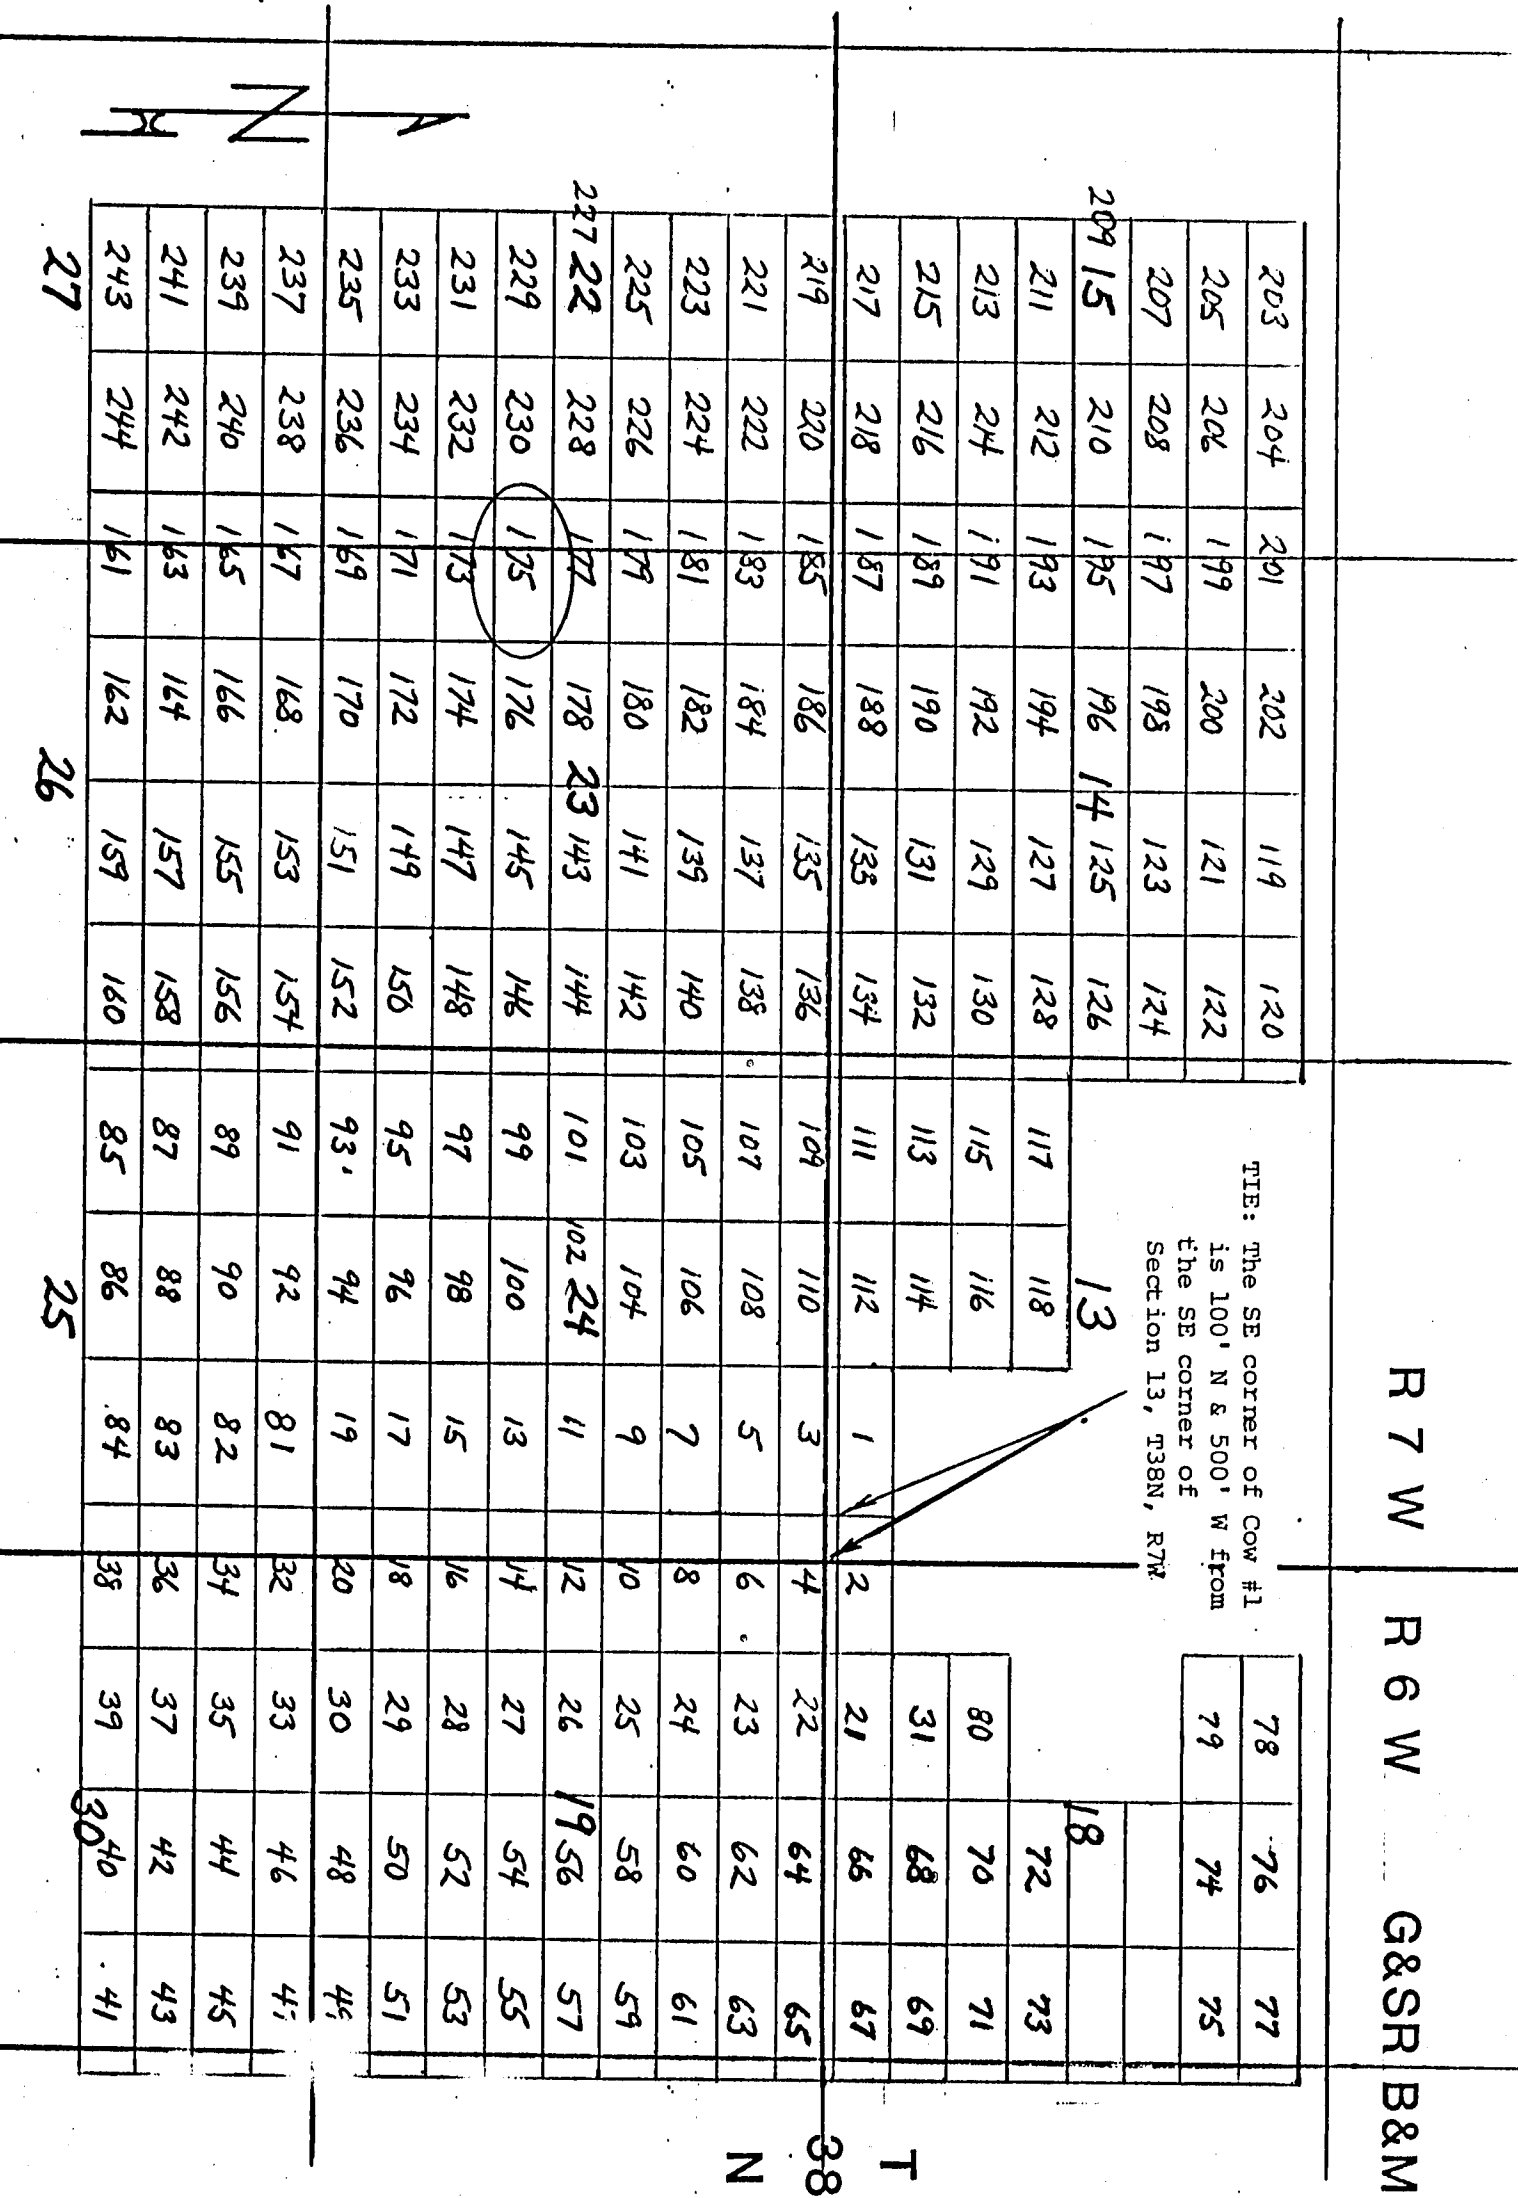 R 7 W R 6 W G&SR B&M
TIE: The SE corner of Cow #1
is 100' N & 500' W from
the SE corner of
Section 13, T38N, R7W
203 204 201 202 119 120 78 76 77
205 206 199 200 121 122 79 74 75
207 208 197 198 123 124
209 15 210 195 196 14 125 126 13 18
211 212 193 194 127 128 117 118 72 73
213 214 191 192 129 130 115 116 80 70 71
215 216 189 190 131 132 113 114 31 68 69
217 218 187 188 133 134 111 112 1 2 21 66 67
219 220 185 186 135 136 109 110 3 4 22 64 65
221 222 183 184 137 138 107 108 5 6 23 62 63
223 224 181 182 139 140 105 106 7 8 24 60 61
225 226 179 180 141 142 103 104 9 10 25 58 59
227 22 228 177 178 23 143 144 101 102 24 11 12 26 19 56 57
229 230 175 176 145 146 99 100 13 14 27 54 55
231 232 173 174 147 148 97 98 15 16 28 52 53
233 234 171 172 149 150 95 96 17 18 29 50 51
235 236 169 170 151 152 93 94 19 20 30 48
237 238 167 168 153 154 91 92 81 32 33 46
239 240 165 166 155 156 89 90 82 34 35 44 45
241 242 163 164 157 158 87 88 83 36 37 42 43
243 244 161 162 159 160 85 86 84 38 39 30 40 41
27 26 25
T
38
N
N